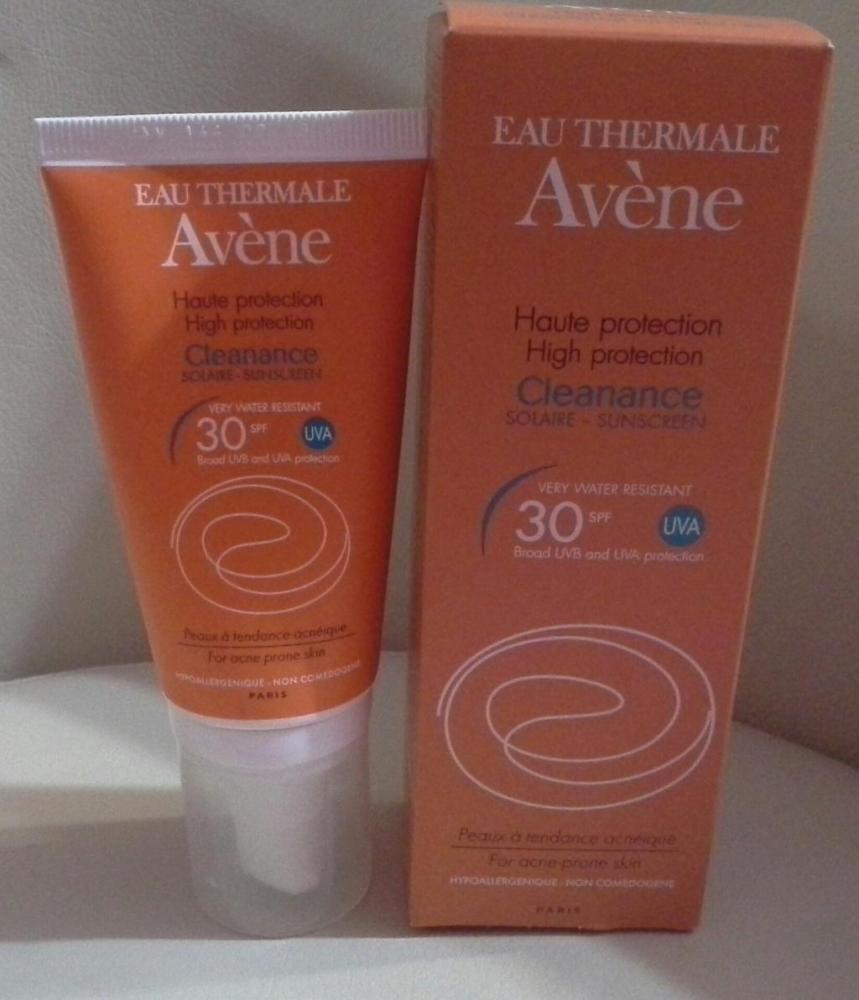 EAU THERMALE
Avène
Haute protection
High protection
Cleanance
SOLAIRE - SUNSCREEN
VERY WATER RESISTANT
30 SPF UVA
Broad UVB and UVA protection
Peaux à tendance acnéique
For acne prone skin
HYPOALLERGENIQUE - NON COMEDOGENE
PARIS
EAU THERMALE
Avène
Haute protection
High protection
Cleanance
SOLAIRE - SUNSCREEN
VERY WATER RESISTANT
30 SPF UVA
Broad UVB and UVA protection
Peaux à tendance acnéique
For acne-prone skin
HYPOALLERGENIQUE - NON COMEDOGENE
PARIS